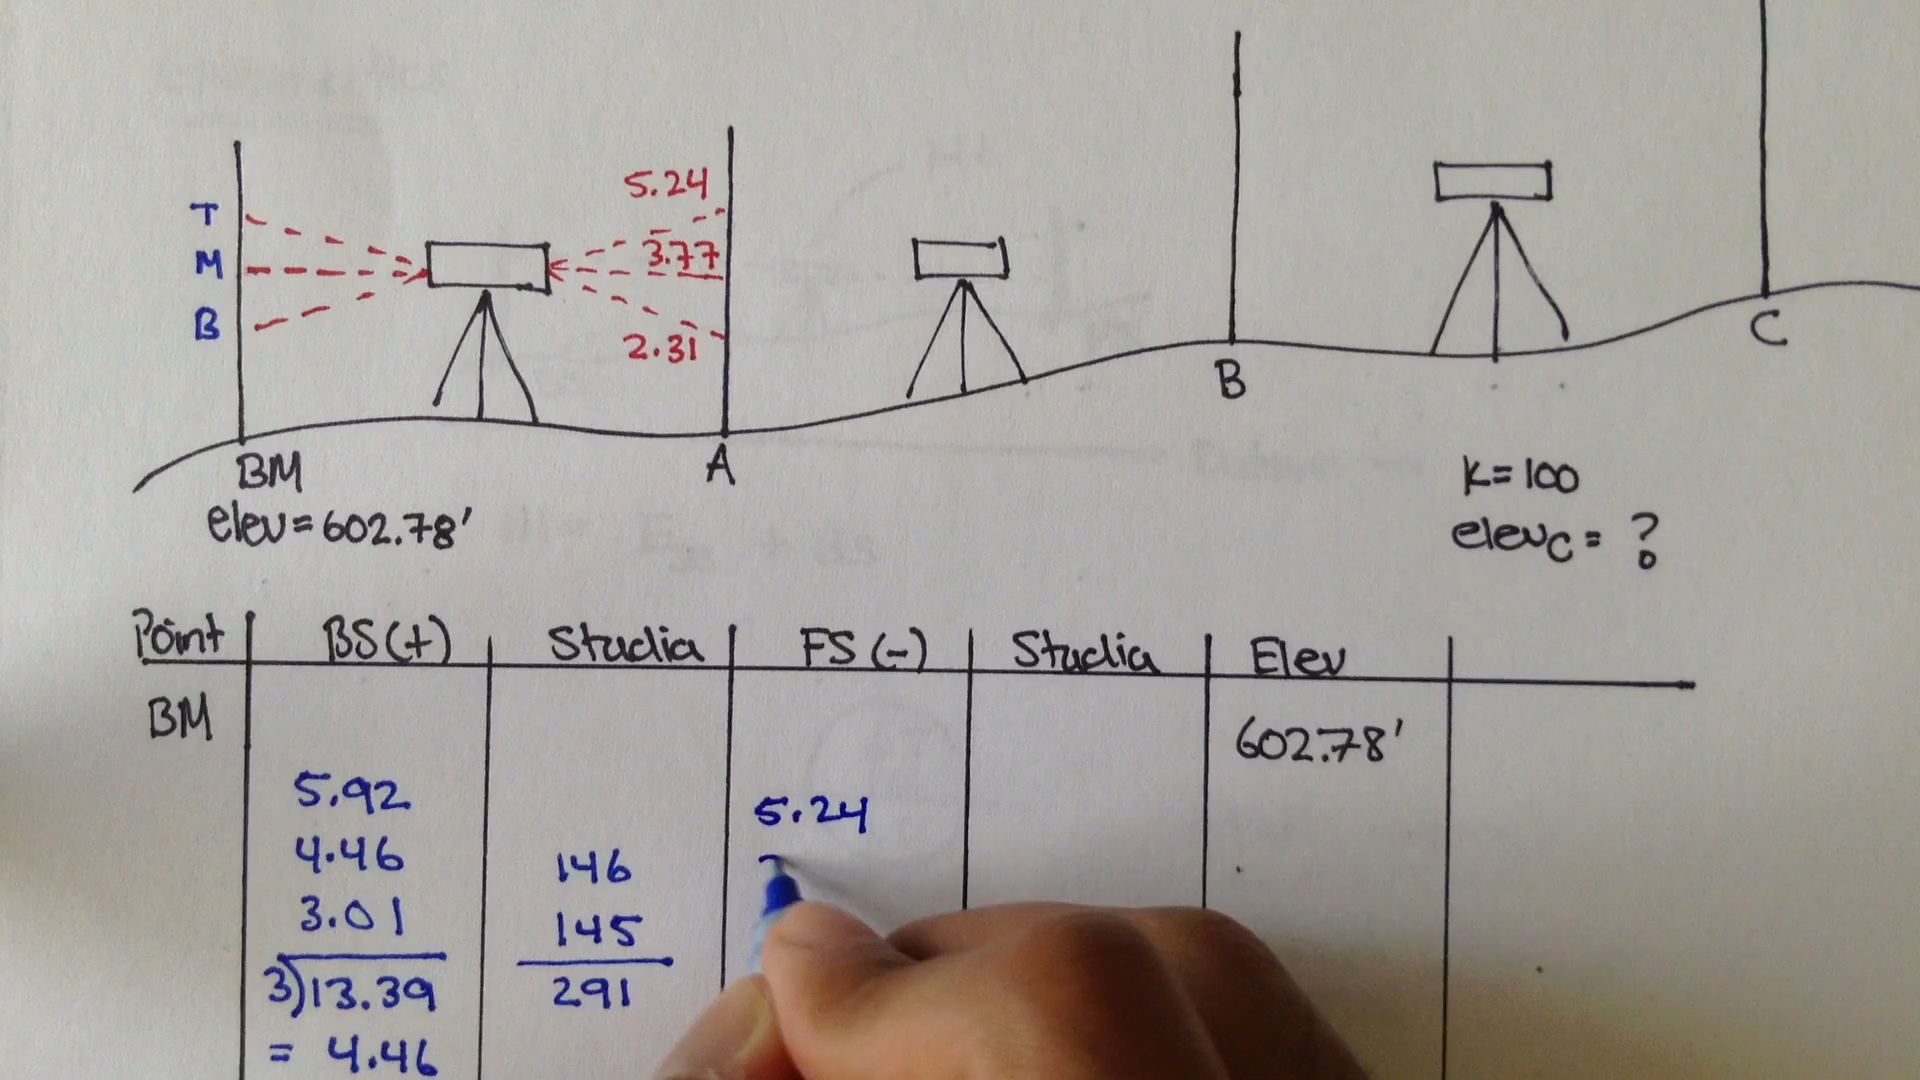 5.24
T
3.77
M
B
2.31
BM
A
B
C
elev=602.78'
K=100
elevC= ?
Point BS(+) Stadia FS(-) Stadia Elev
BM 602.78'
5.92 5.24
4.46 146
3.01 145
3)13.39 291
= 4.46